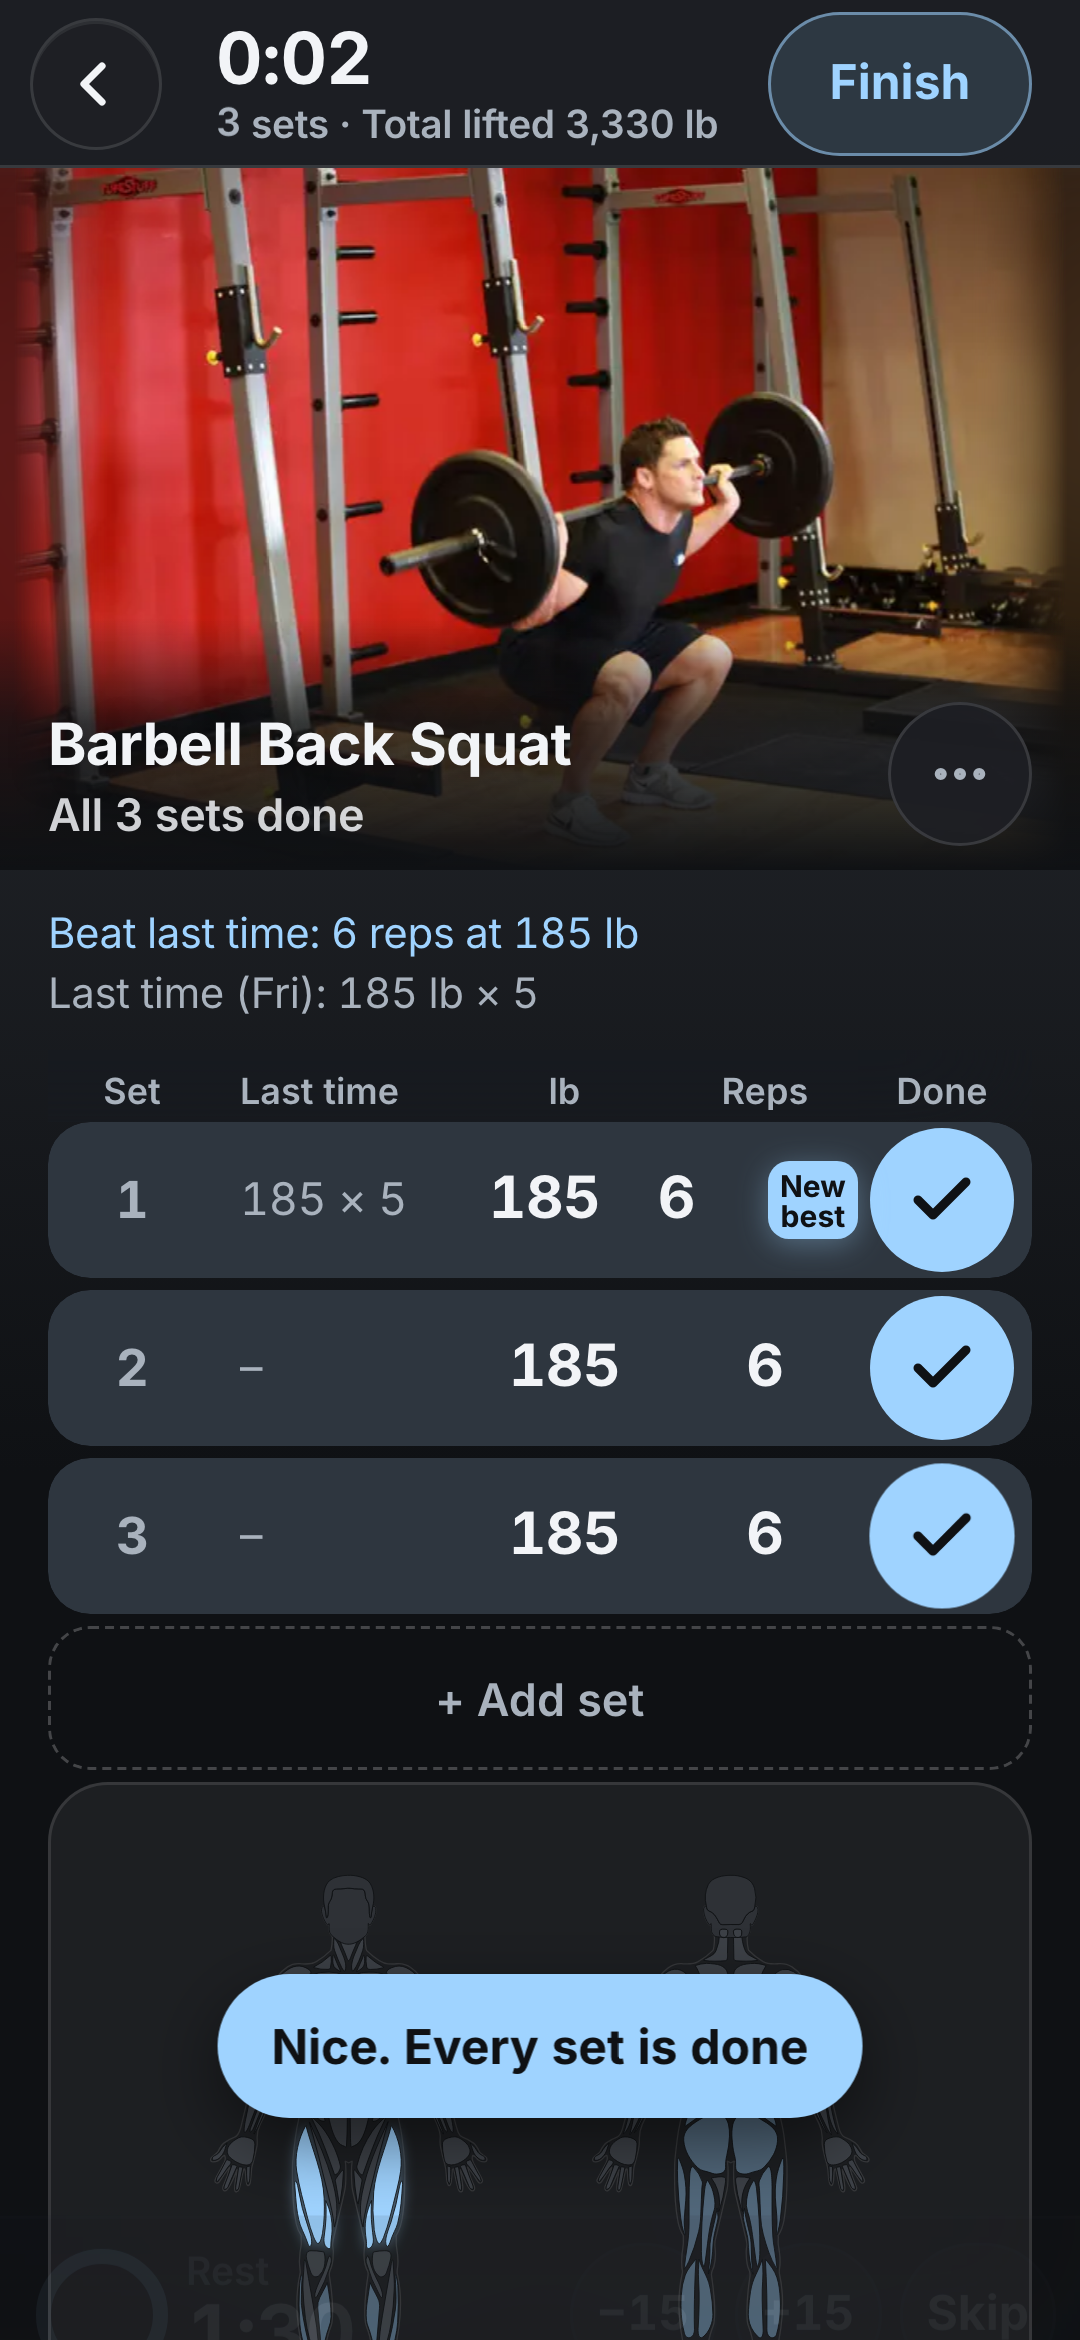 0:02
3 sets · Total lifted 3,330 lb
Finish
Barbell Back Squat
All 3 sets done
Beat last time: 6 reps at 185 lb
Last time (Fri): 185 lb × 5
Set Last time lb Reps Done
1 185 × 5 185 6 New best
2 – 185 6
3 – 185 6
+ Add set
Nice. Every set is done
Rest
1:30 −15 +15 Skip